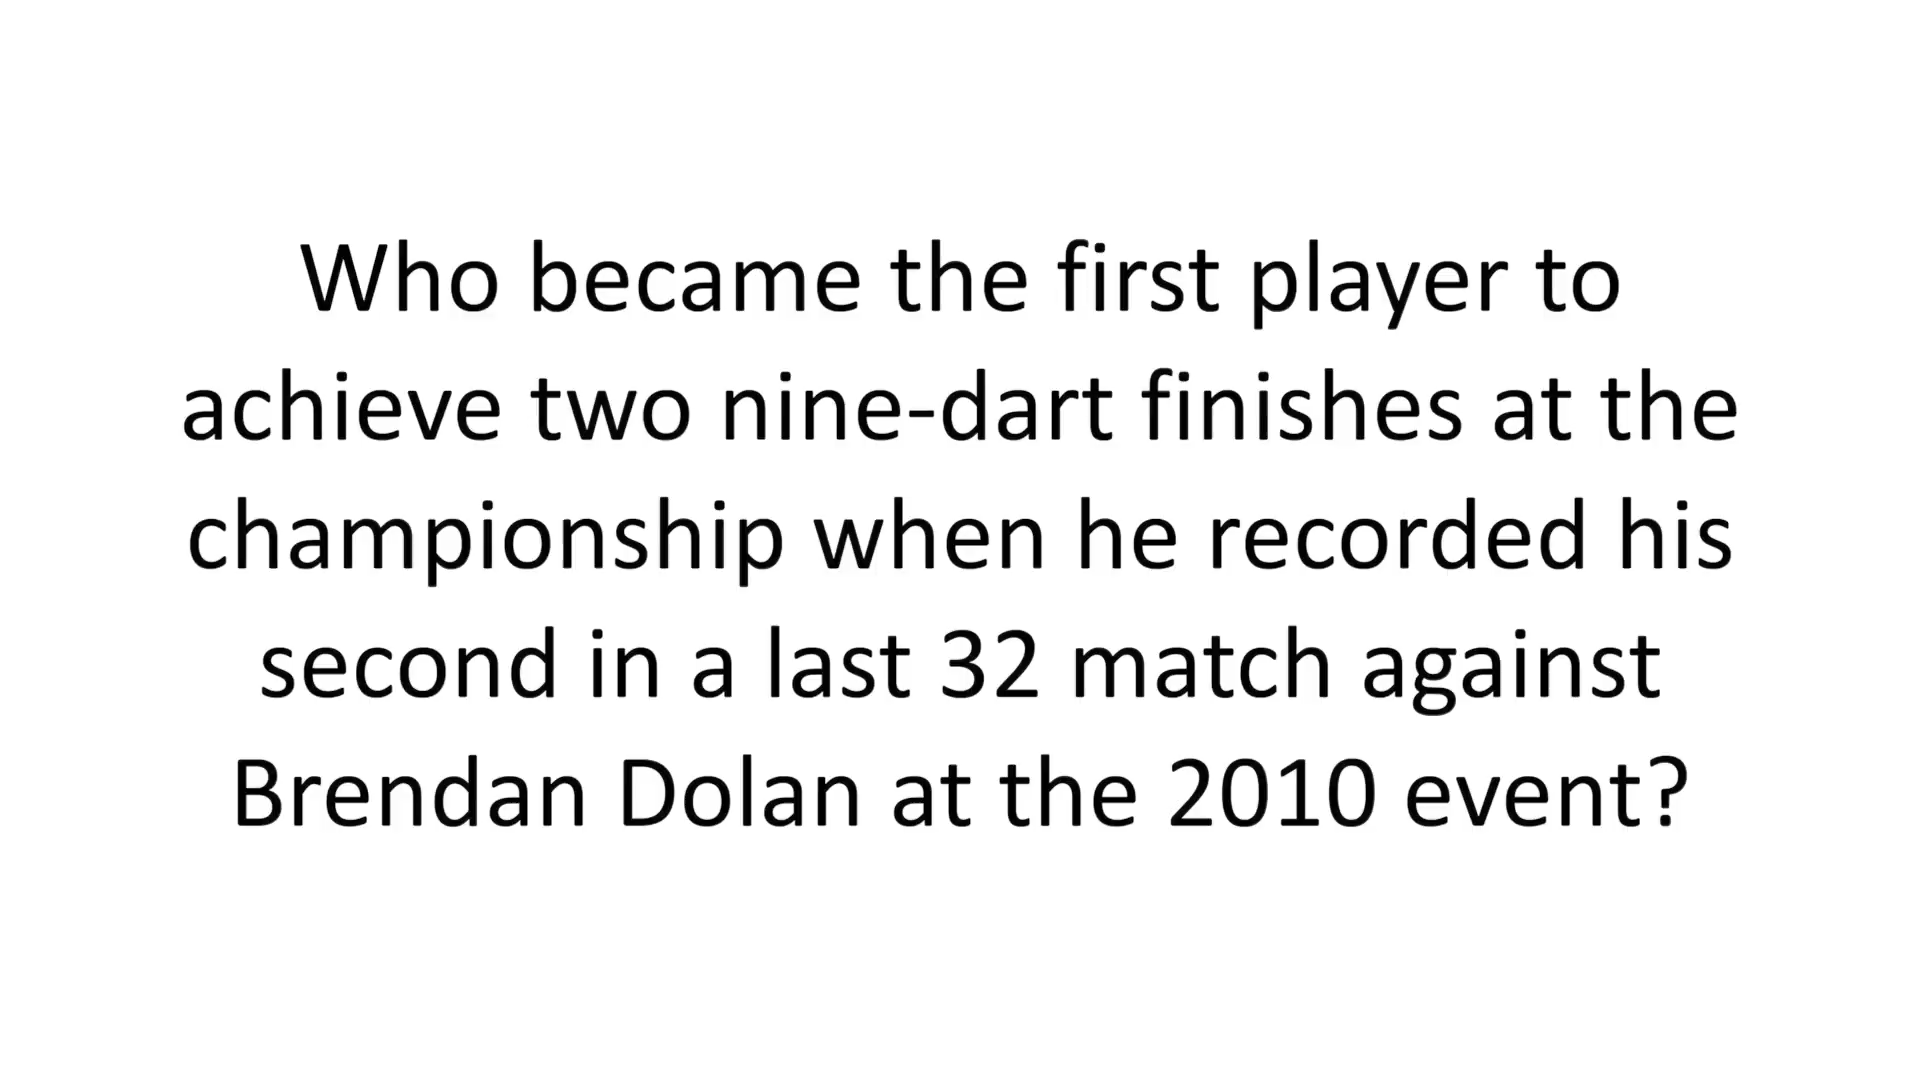 Who became the first player to
achieve two nine-dart finishes at the
championship when he recorded his
second in a last 32 match against
Brendan Dolan at the 2010 event?